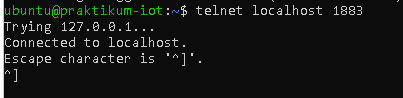 ubuntu@praktikum-iot:~$ telnet localhost 1883
Trying 127.0.0.1...
Connected to localhost.
Escape character is '^]'.
^]